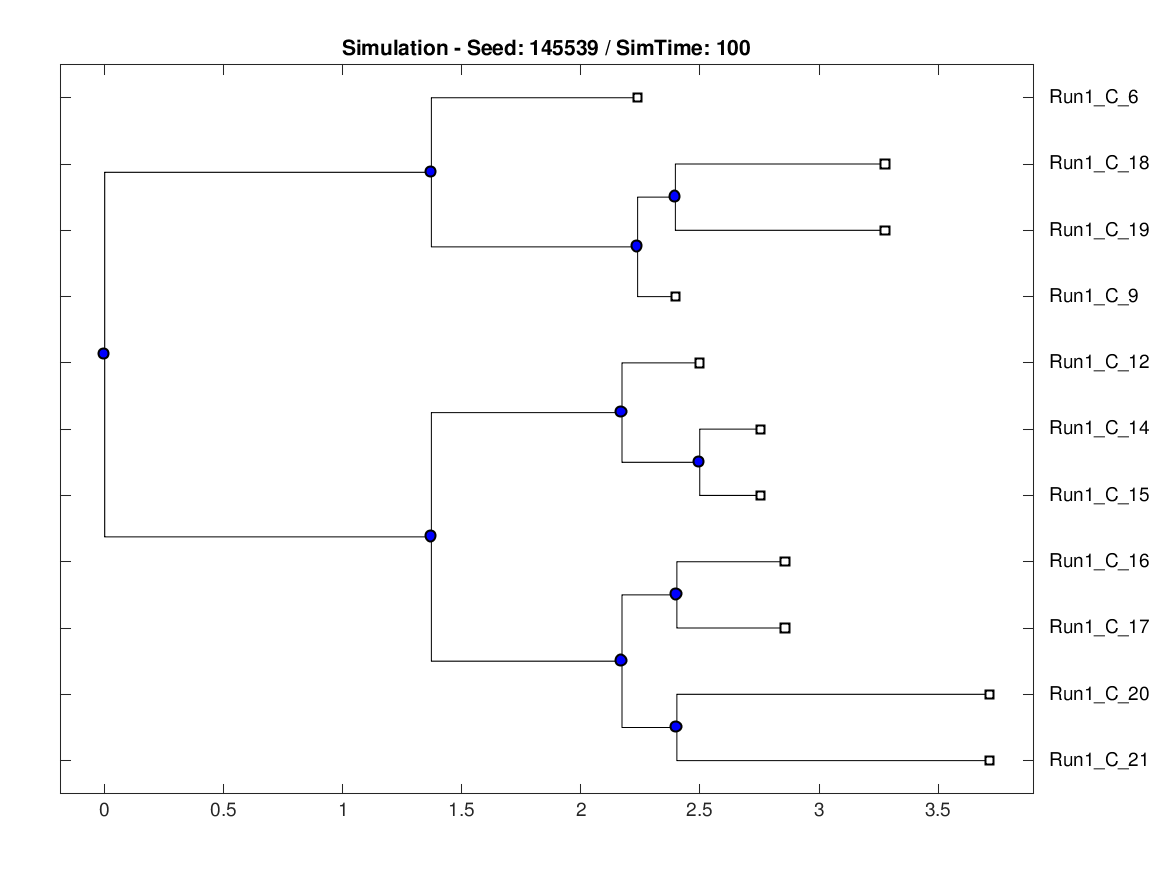 Simulation - Seed: 145539 / SimTime: 100
Run1_C_6
Run1_C_18
Run1_C_19
Run1_C_9
Run1_C_12
Run1_C_14
Run1_C_15
Run1_C_16
Run1_C_17
Run1_C_20
Run1_C_21
0 0.5 1 1.5 2 2.5 3 3.5